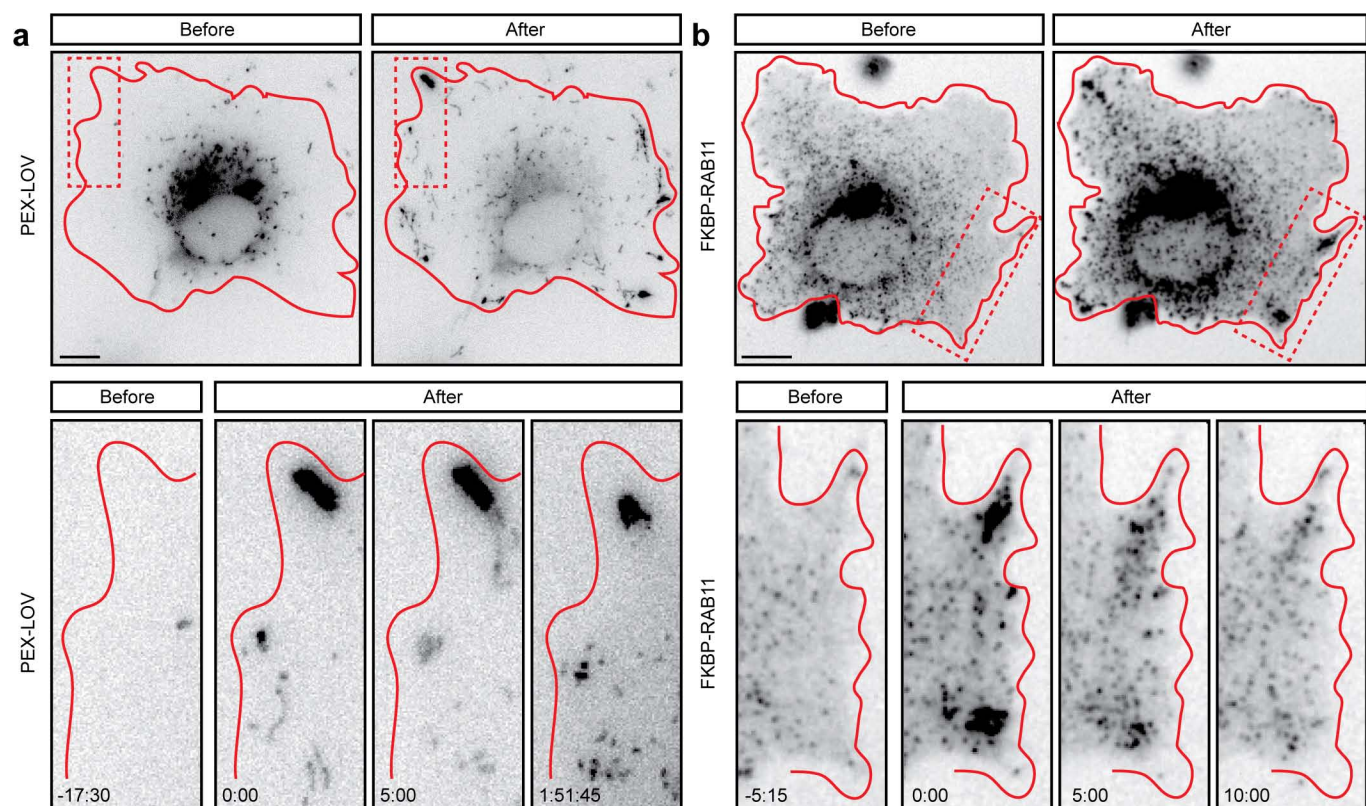 a
Before
After
PEX-LOV
b
Before
After
FKBP-RAB11
Before
After
PEX-LOV
-17:30
0:00
5:00
1:51:45
Before
After
FKBP-RAB11
-5:15
0:00
5:00
10:00